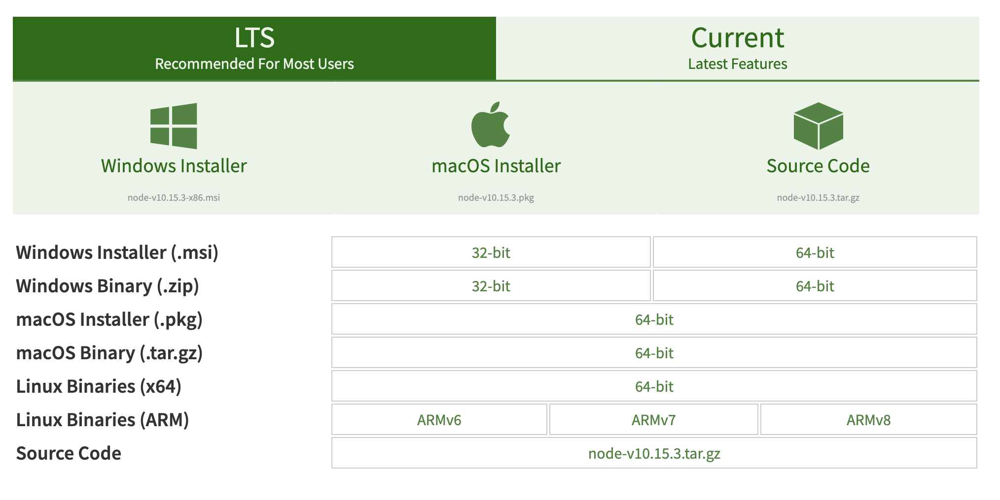 LTS
Recommended For Most Users
Current
Latest Features
Windows Installer
node-v10.15.3-x86.msi
macOS Installer
node-v10.15.3.pkg
Source Code
node-v10.15.3.tar.gz
Windows Installer (.msi) 32-bit 64-bit
Windows Binary (.zip) 32-bit 64-bit
macOS Installer (.pkg) 64-bit
macOS Binary (.tar.gz) 64-bit
Linux Binaries (x64) 64-bit
Linux Binaries (ARM) ARMv6 ARMv7 ARMv8
Source Code node-v10.15.3.tar.gz